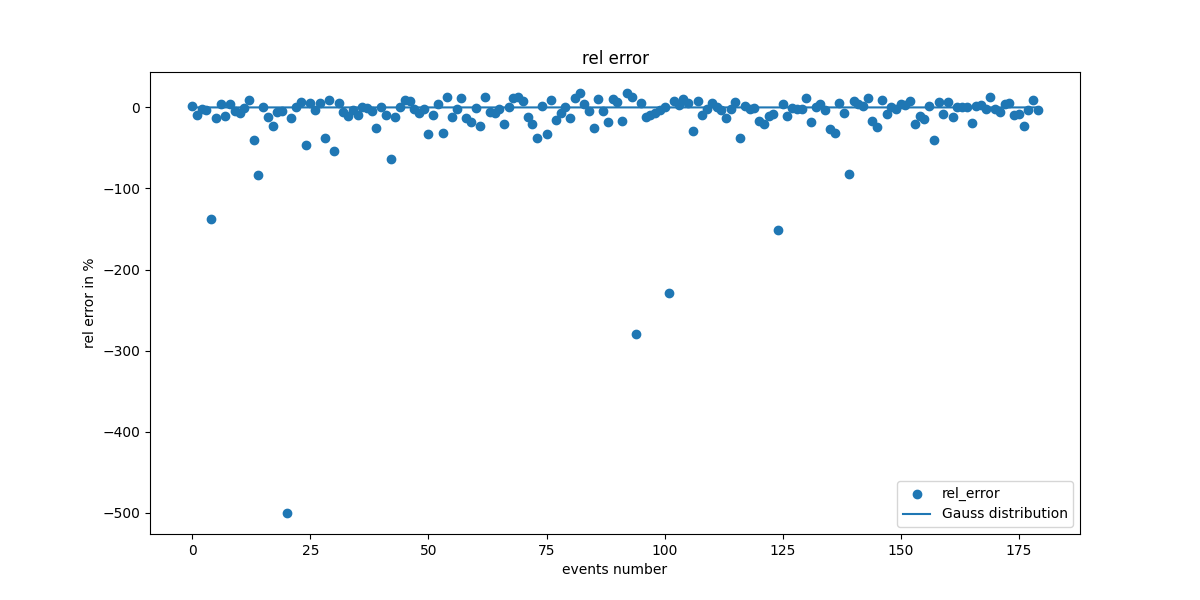 rel error
rel error in %
0
−100
−200
−300
−400
−500
0
25
50
75
100
125
150
175
events number
rel_error
Gauss distribution